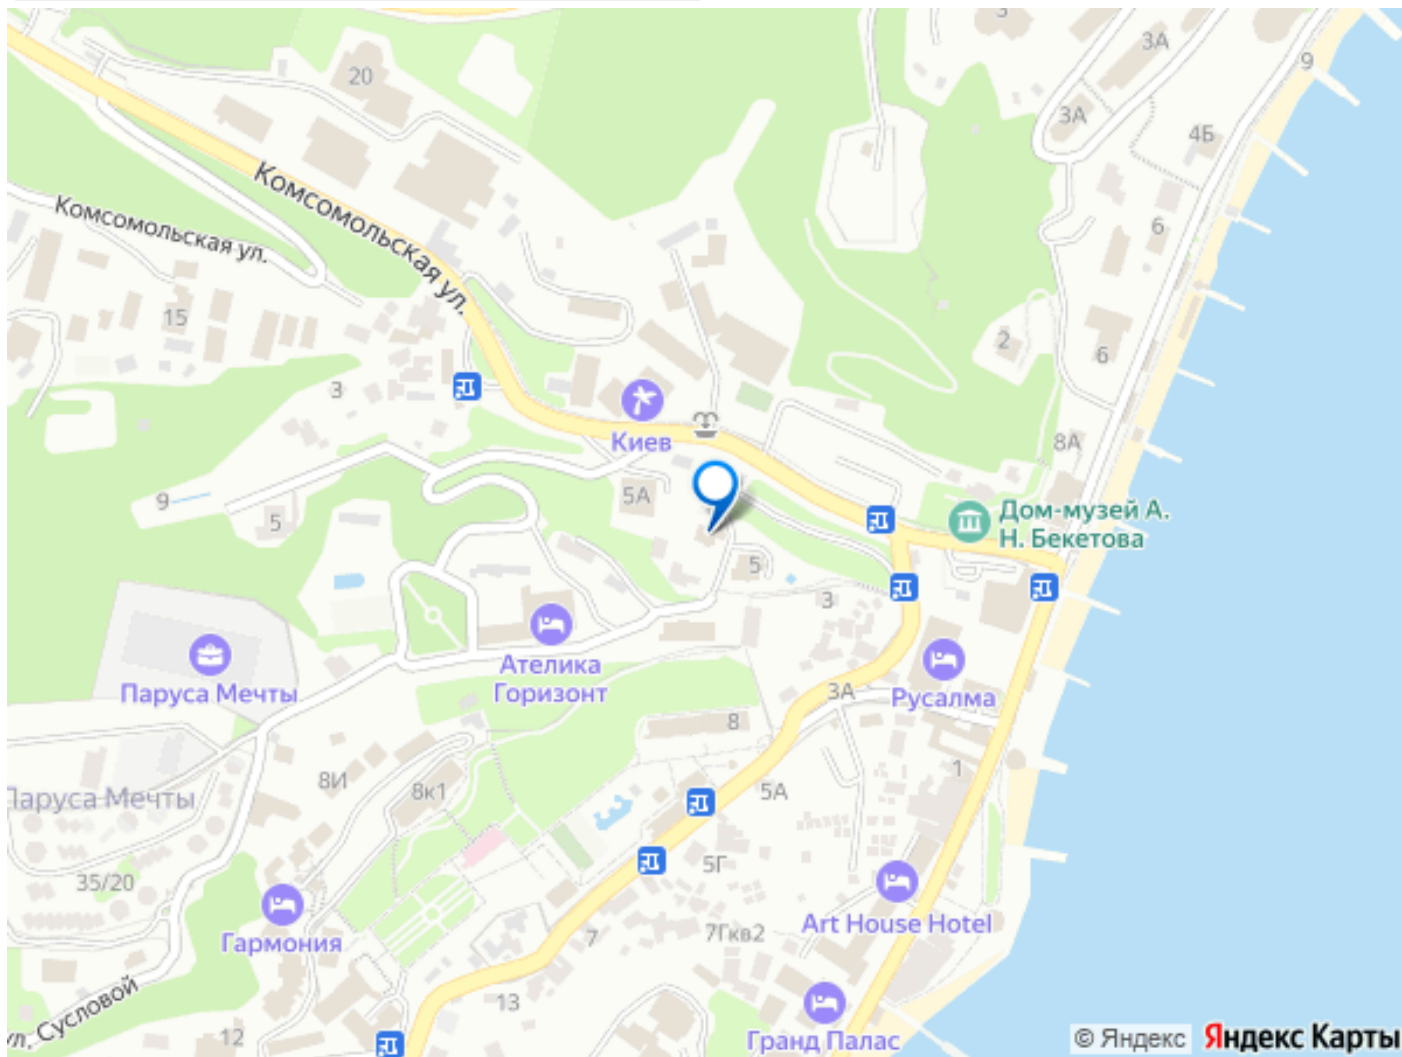 3
3А
9
20
3А
4Б
Комсомольская ул.
Комсомольская ул.
6
15
2
6
3
Киев
8А
9
5А
5
Дом-музей А.
Н. Бекетова
5
3
Ателика
Горизонт
Паруса Мечты
3А
Русалма
8
8И
8к1
5А
1
Паруса Мечты
35/20
5Г
Гармония
7
7Гкв2
Art House Hotel
13
ул. Сусловой
12
Гранд Палас
© Яндекс Яндекс Карты